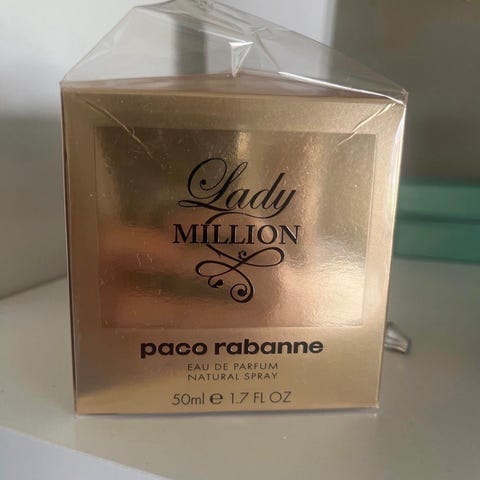 Lady
MILLION
paco rabanne
EAU DE PARFUM
NATURAL SPRAY
50ml e 1.7 FL OZ